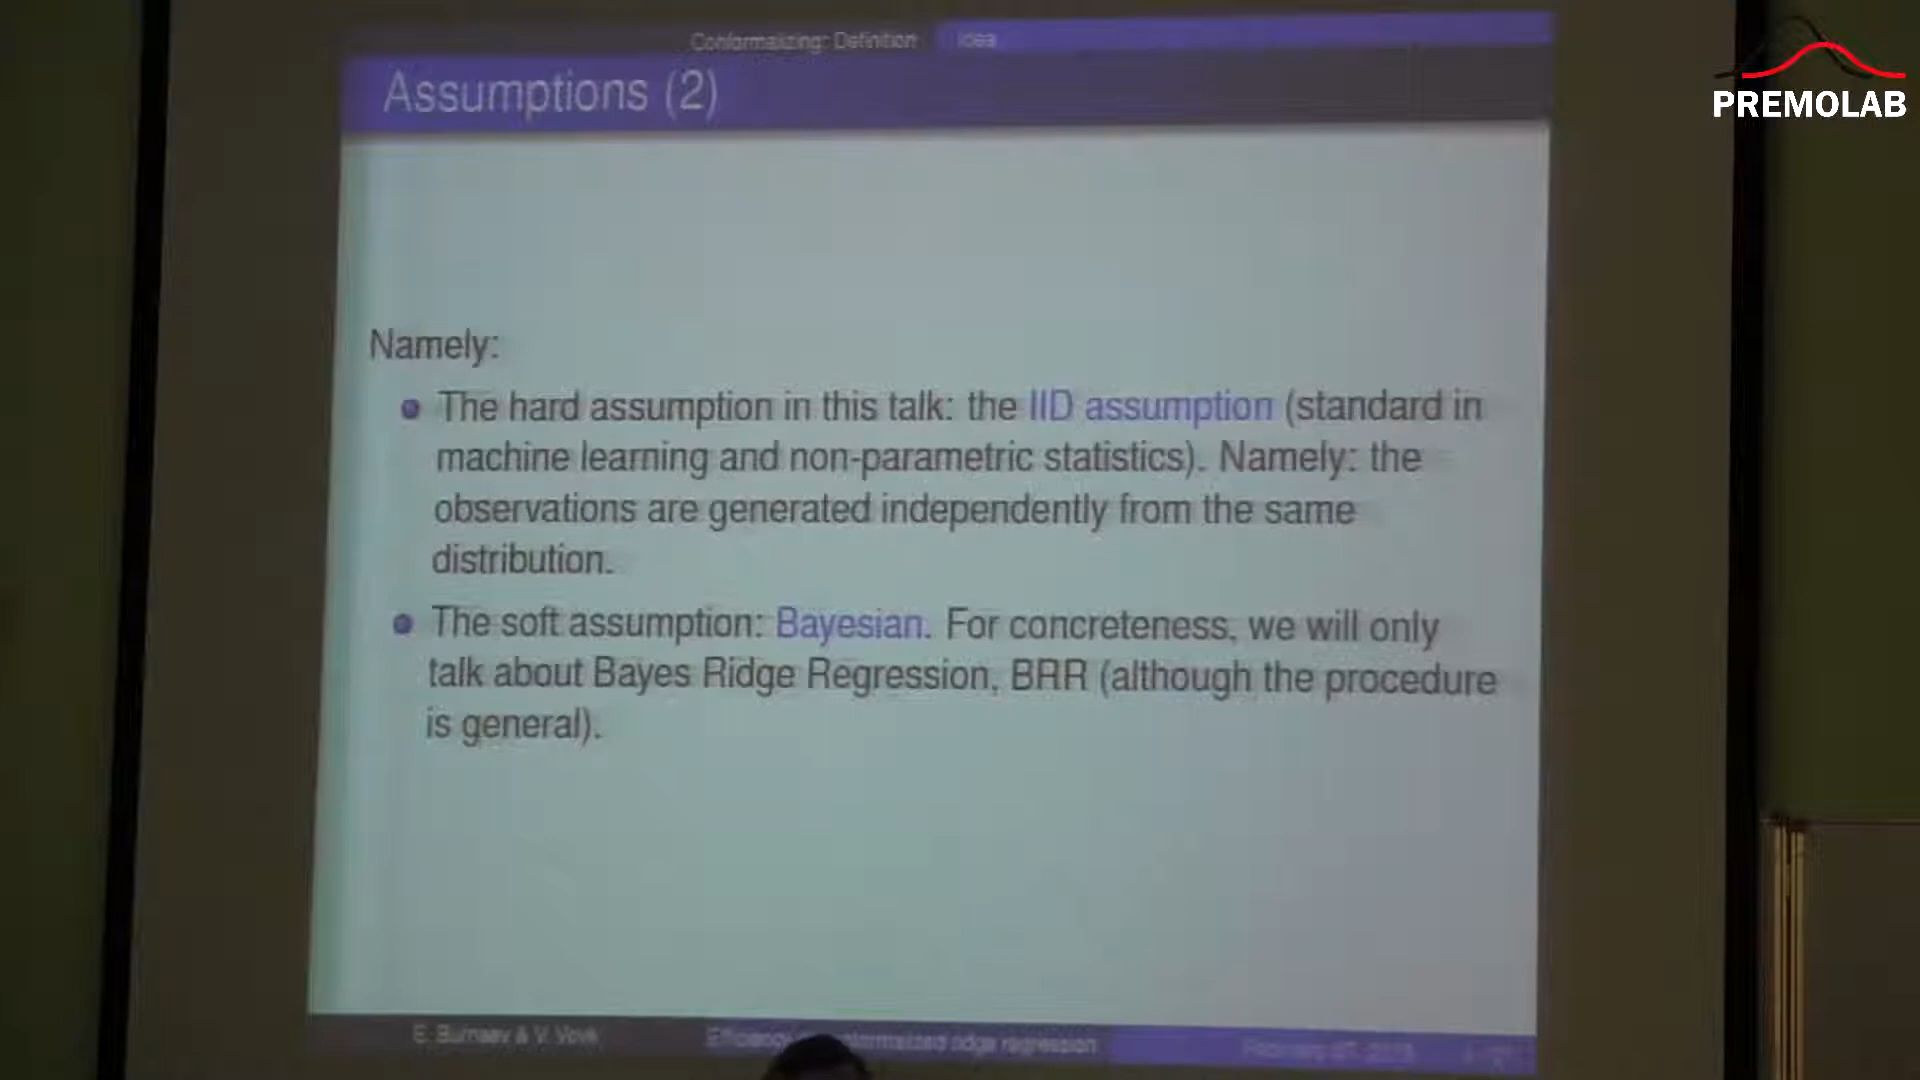 Conformalizing: Definition Idea
PREMOLAB
Assumptions (2)
Namely:
The hard assumption in this talk: the IID assumption (standard in
machine learning and non-parametric statistics). Namely: the
observations are generated independently from the same
distribution.
The soft assumption: Bayesian. For concreteness, we will only
talk about Bayes Ridge Regression, BRR (although the procedure
is general).
E. Burnaev & V. Vovk Efficiency ridge regression February